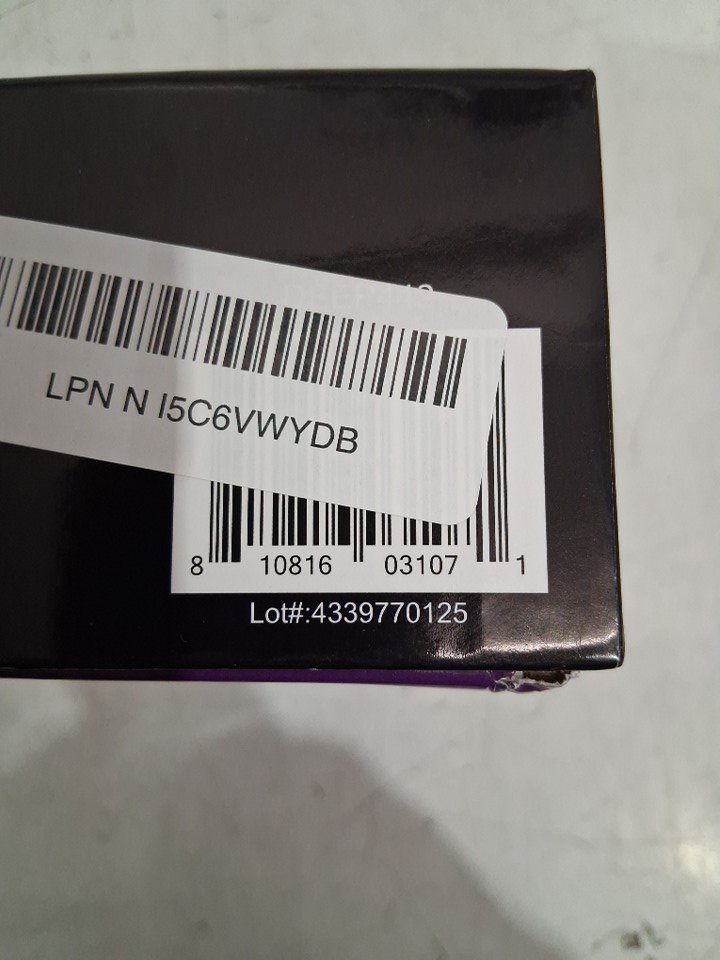 LPN N I5C6VWYDB
8 10816 03107 1
Lot#:4339770125